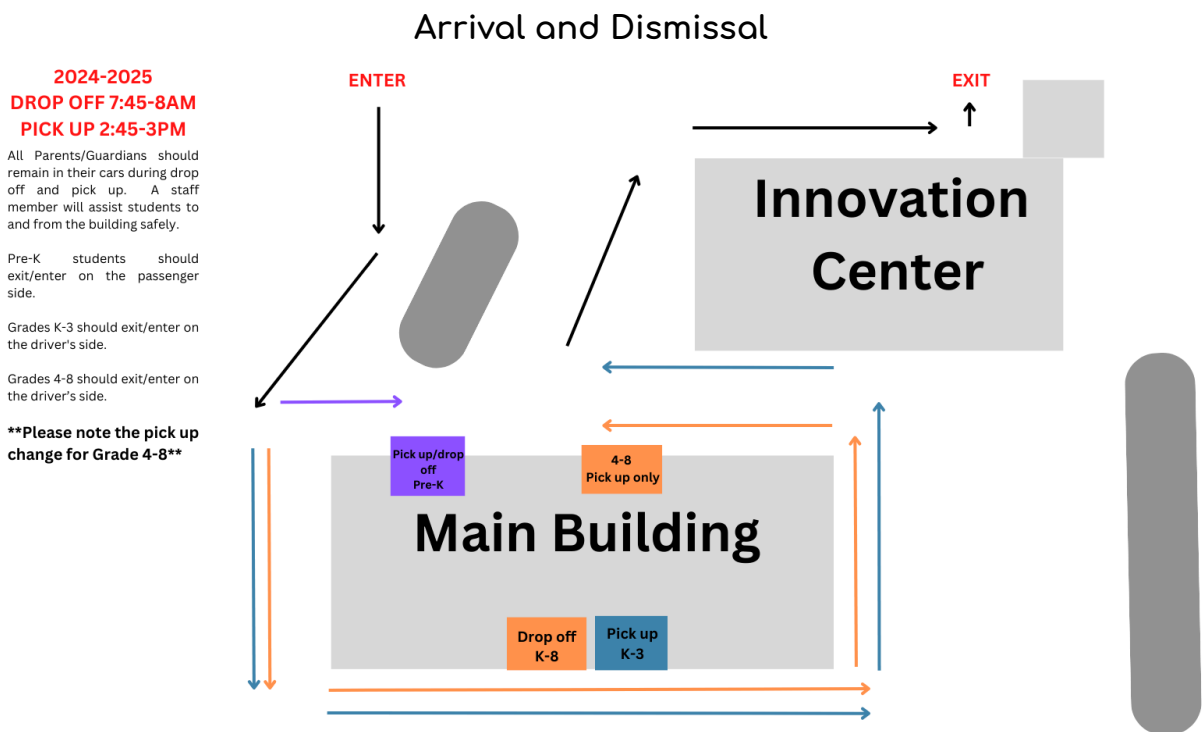 Arrival and Dismissal
2024-2025
DROP OFF 7:45-8AM
PICK UP 2:45-3PM
All Parents/Guardians should
remain in their cars during drop
off and pick up. A staff
member will assist students to
and from the building safely.
Pre-K students should
exit/enter on the passenger
side.
Grades K-3 should exit/enter on
the driver's side.
Grades 4-8 should exit/enter on
the driver's side.
**Please note the pick up
change for Grade 4-8**
ENTER
EXIT
Innovation
Center
Pick up/drop
off
Pre-K
4-8
Pick up only
Main Building
Drop off
K-8
Pick up
K-3